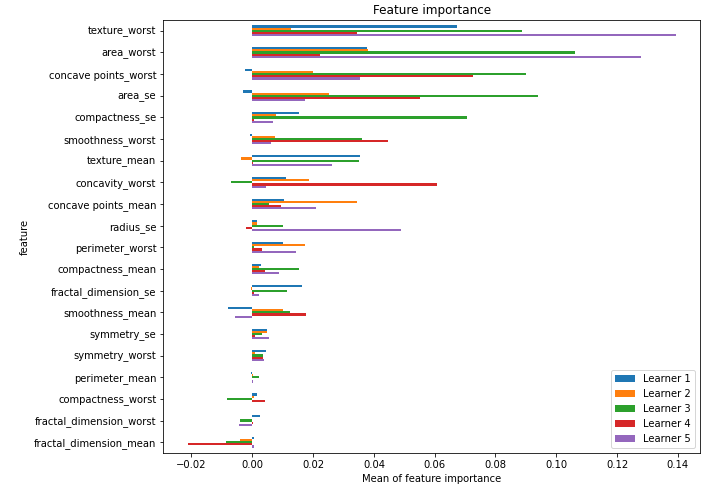 Feature importance
texture_worst
area_worst
concave points_worst
area_se
compactness_se
smoothness_worst
texture_mean
concavity_worst
concave points_mean
radius_se
perimeter_worst
compactness_mean
fractal_dimension_se
smoothness_mean
symmetry_se
symmetry_worst
perimeter_mean
compactness_worst
fractal_dimension_worst
fractal_dimension_mean
feature
Learner 1
Learner 2
Learner 3
Learner 4
Learner 5
−0.02 0.00 0.02 0.04 0.06 0.08 0.10 0.12 0.14
Mean of feature importance